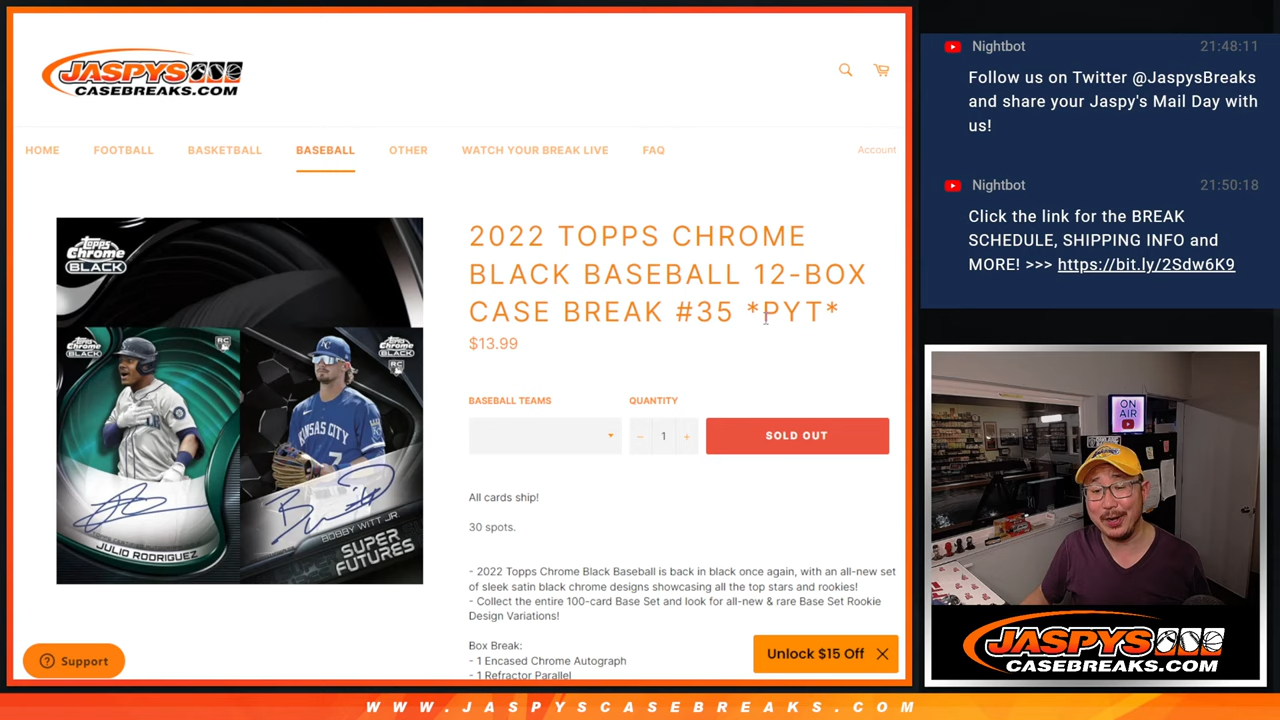 JASPYS
CASEBREAKS.COM
HOME FOOTBALL BASKETBALL BASEBALL OTHER WATCH YOUR BREAK LIVE FAQ Account
Topps
Chrome
BLACK
Topps
Chrome
BLACK
RC
JULIO RODRIGUEZ
Topps
Chrome
BLACK
RC
KANSAS CITY
7
BOBBY WITT JR.
SUPER
FUTURES
2022 TOPPS CHROME
BLACK BASEBALL 12-BOX
CASE BREAK #35 *PYT*
$13.99
BASEBALL TEAMS QUANTITY
− 1 + SOLD OUT
All cards ship!
30 spots.
- 2022 Topps Chrome Black Baseball is back in black once again, with an all-new set
of sleek satin black chrome designs showcasing all the top stars and rookies!
- Collect the entire 100-card Base Set and look for all-new & rare Base Set Rookie
Design Variations!
Box Break:
- 1 Encased Chrome Autograph
- 1 Refractor Parallel
Support
Unlock $15 Off
Nightbot 21:48:11
Follow us on Twitter @JaspysBreaks
and share your Jaspy's Mail Day with
us!
Nightbot 21:50:18
Click the link for the BREAK
SCHEDULE, SHIPPING INFO and
MORE! >>> https://bit.ly/2Sdw6K9
ON
AIR
JASPYS
CASEBREAKS.COM
WWW.JASPYSCASEBREAKS.COM